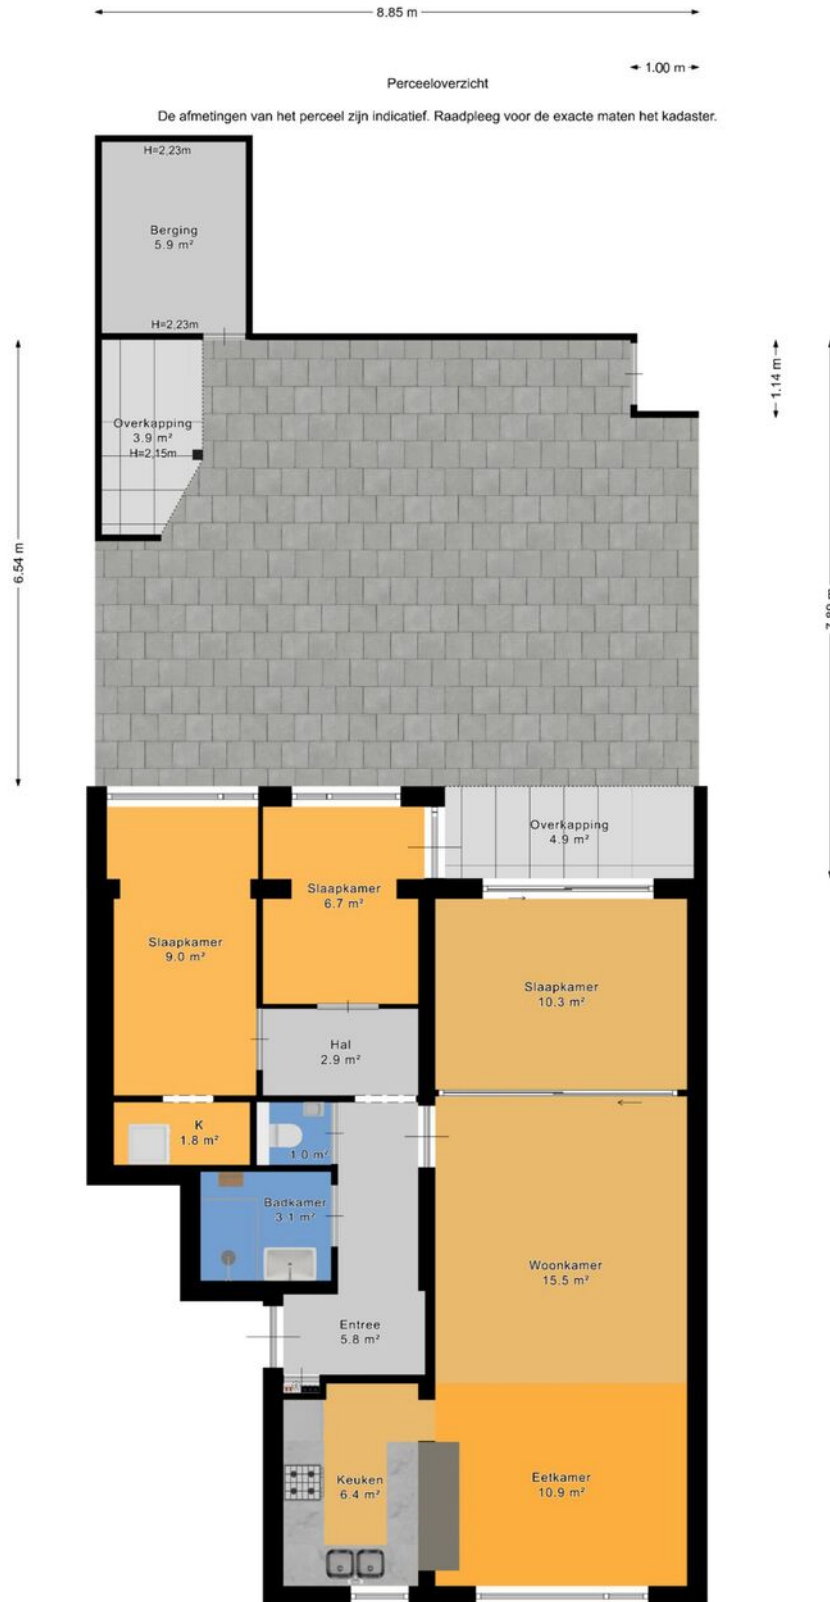 8.85 m
1.00 m
Perceeloverzicht
De afmetingen van het perceel zijn indicatief. Raadpleeg voor de exacte maten het kadaster.
H=2,23m
Berging
5.9 m²
H=2,23m
1.14 m
Overkapping
3.9 m²
H=2,15m
6.54 m
7.89 m
Overkapping
4.9 m²
Slaapkamer
6.7 m²
Slaapkamer
9.0 m²
Slaapkamer
10.3 m²
Hal
2.9 m²
K
1.8 m²
1.0 m²
Badkamer
3.1 m²
Woonkamer
15.5 m²
Entree
5.8 m²
Keuken
6.4 m²
Eetkamer
10.9 m²